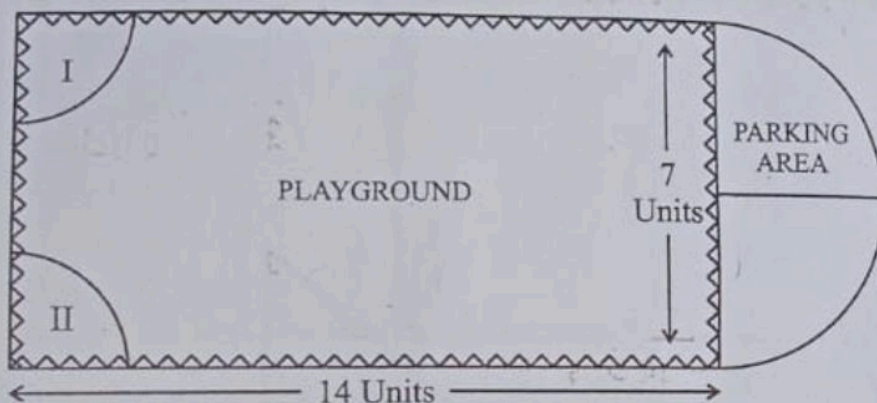 I
PARKING
AREA
PLAYGROUND
7
Units
II
14 Units